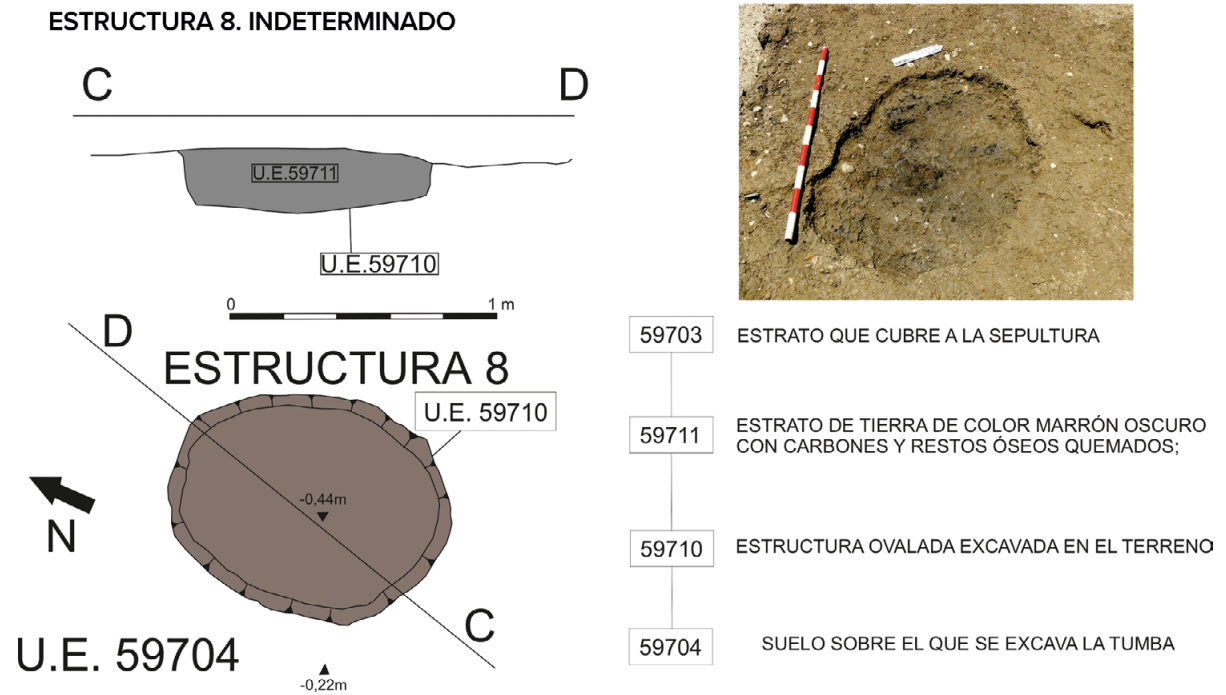 ESTRUCTURA 8. INDETERMINADO
C
D
U.E.59711
U.E.59710
0
1 m
D
ESTRUCTURA 8
U.E. 59710
-0,44m
N
C
U.E. 59704
-0,22m
59703
ESTRATO QUE CUBRE A LA SEPULTURA
59711
ESTRATO DE TIERRA DE COLOR MARRÓN OSCURO
CON CARBONES Y RESTOS ÓSEOS QUEMADOS;
59710
ESTRUCTURA OVALADA EXCAVADA EN EL TERRENO
59704
SUELO SOBRE EL QUE SE EXCAVA LA TUMBA